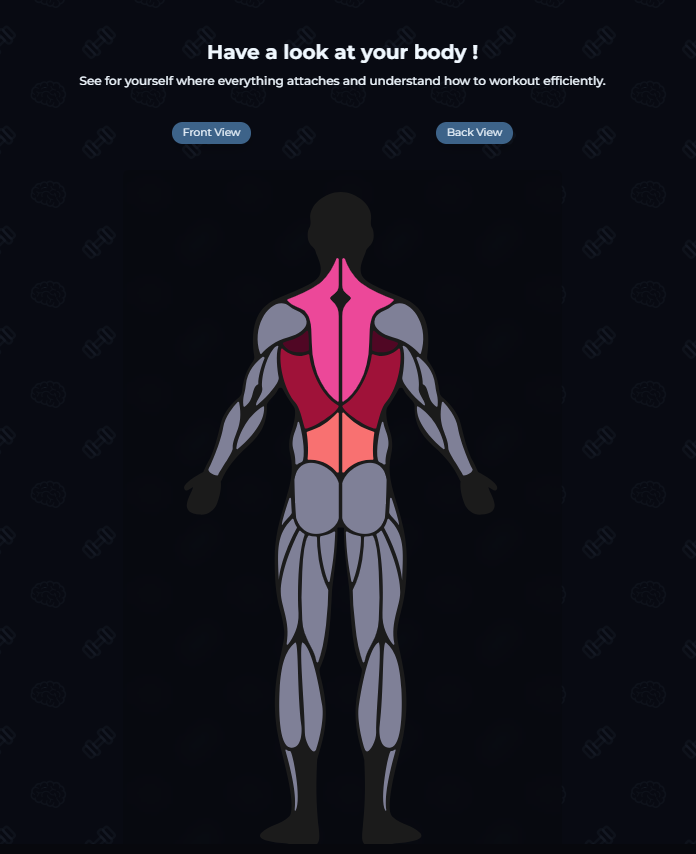 Have a look at your body !
See for yourself where everything attaches and understand how to workout efficiently.
Front View
Back View